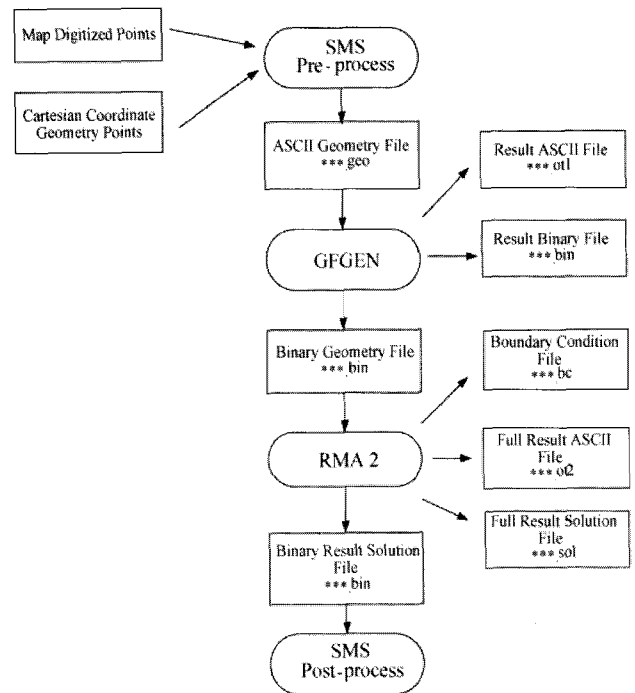 Map Digitized Points
SMS
Pre - process
Cartesian Coordinate
Geometry Points
ASCII Geometry File
*** geo
Result ASCII File
*** ot1
GFGEN
Result Binary File
*** bin
Binary Geometry File
*** bin
Boundary Condition
File
*** bc
RMA 2
Full Result ASCII
File
*** ot2
Full Result Solution
File
*** sol
Binary Result Solution
File
*** bin
SMS
Post-process